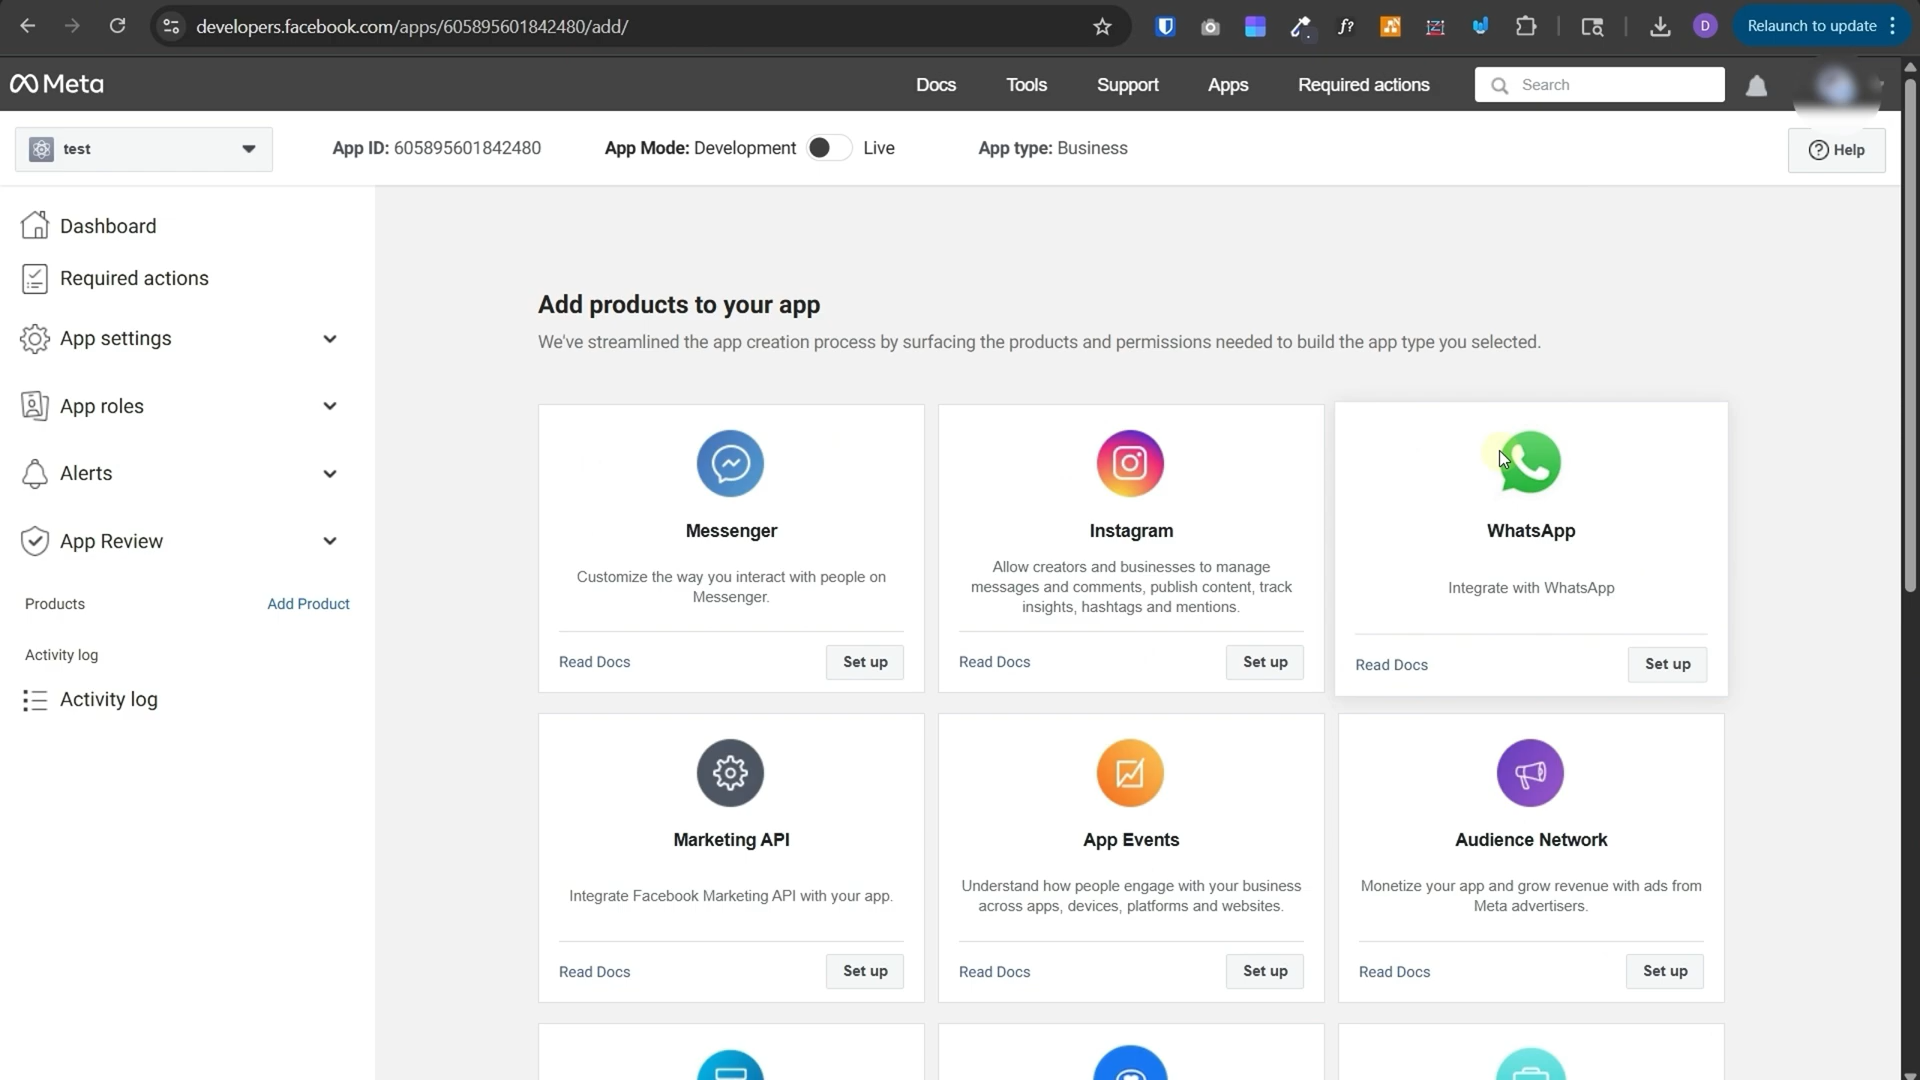 developers.facebook.com/apps/605895601842480/add/
D
Relaunch to update
Meta
Docs
Tools
Support
Apps
Required actions
Search
test
App ID: 605895601842480
App Mode: Development
Live
App type: Business
Help
Dashboard
Required actions
App settings
App roles
Alerts
App Review
Products
Add Product
Activity log
Activity log
Add products to your app
We've streamlined the app creation process by surfacing the products and permissions needed to build the app type you selected.
Messenger
Customize the way you interact with people on
Messenger.
Read Docs
Set up
Instagram
Allow creators and businesses to manage
messages and comments, publish content, track
insights, hashtags and mentions.
Read Docs
Set up
WhatsApp
Integrate with WhatsApp
Read Docs
Set up
Marketing API
Integrate Facebook Marketing API with your app.
Read Docs
Set up
App Events
Understand how people engage with your business
across apps, devices, platforms and websites.
Read Docs
Set up
Audience Network
Monetize your app and grow revenue with ads from
Meta advertisers.
Read Docs
Set up